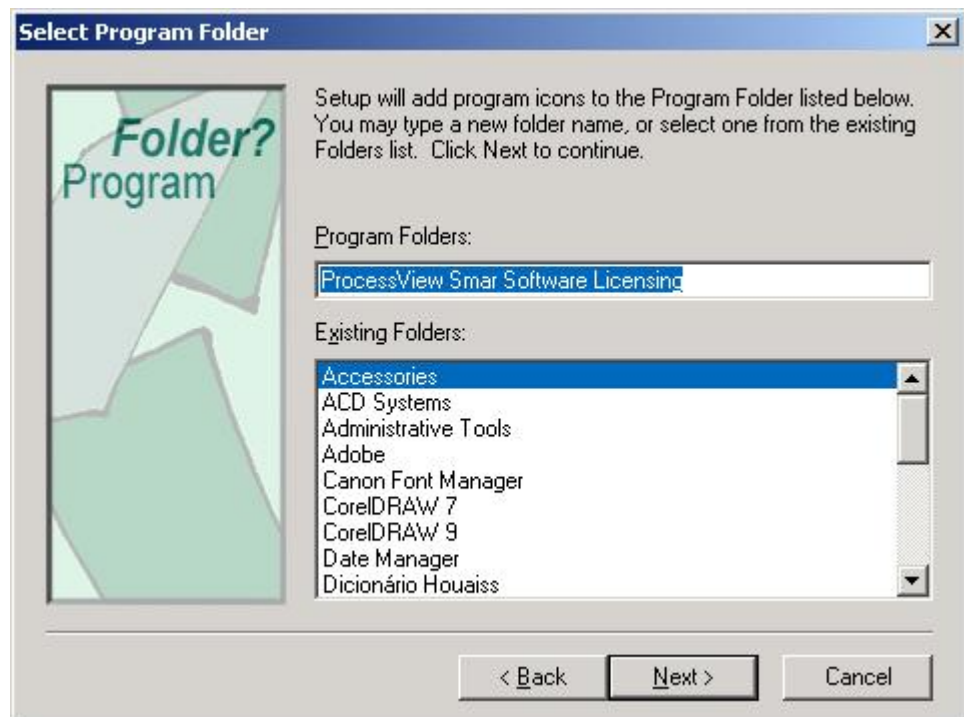 Select Program Folder
Folder?
Program
Setup will add program icons to the Program Folder listed below.
You may type a new folder name, or select one from the existing
Folders list. Click Next to continue.
Program Folders:
ProcessView Smar Software Licensing
Existing Folders:
Accessories
ACD Systems
Administrative Tools
Adobe
Canon Font Manager
CorelDRAW 7
CorelDRAW 9
Date Manager
Dicionário Houaiss
< Back
Next >
Cancel